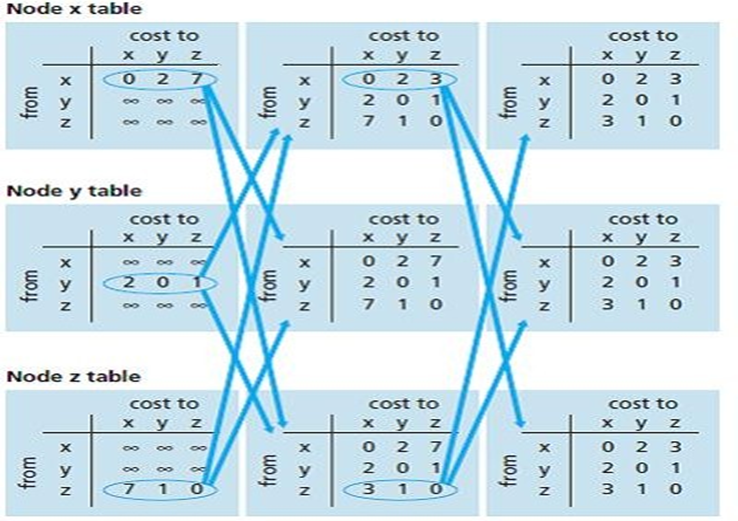 Node x table
cost to cost to cost to
x y z x y z x y z
from x 0 2 7 from x 0 2 3 from x 0 2 3
y ∞ ∞ ∞ y 2 0 1 y 2 0 1
z ∞ ∞ ∞ z 7 1 0 z 3 1 0
Node y table
cost to cost to cost to
x y z x y z x y z
from x ∞ ∞ ∞ from x 0 2 7 from x 0 2 3
y 2 0 1 y 2 0 1 y 2 0 1
z ∞ ∞ ∞ z 7 1 0 z 3 1 0
Node z table
cost to cost to cost to
x y z x y z x y z
from x ∞ ∞ ∞ from x 0 2 7 from x 0 2 3
y ∞ ∞ ∞ y 2 0 1 y 2 0 1
z 7 1 0 z 3 1 0 z 3 1 0